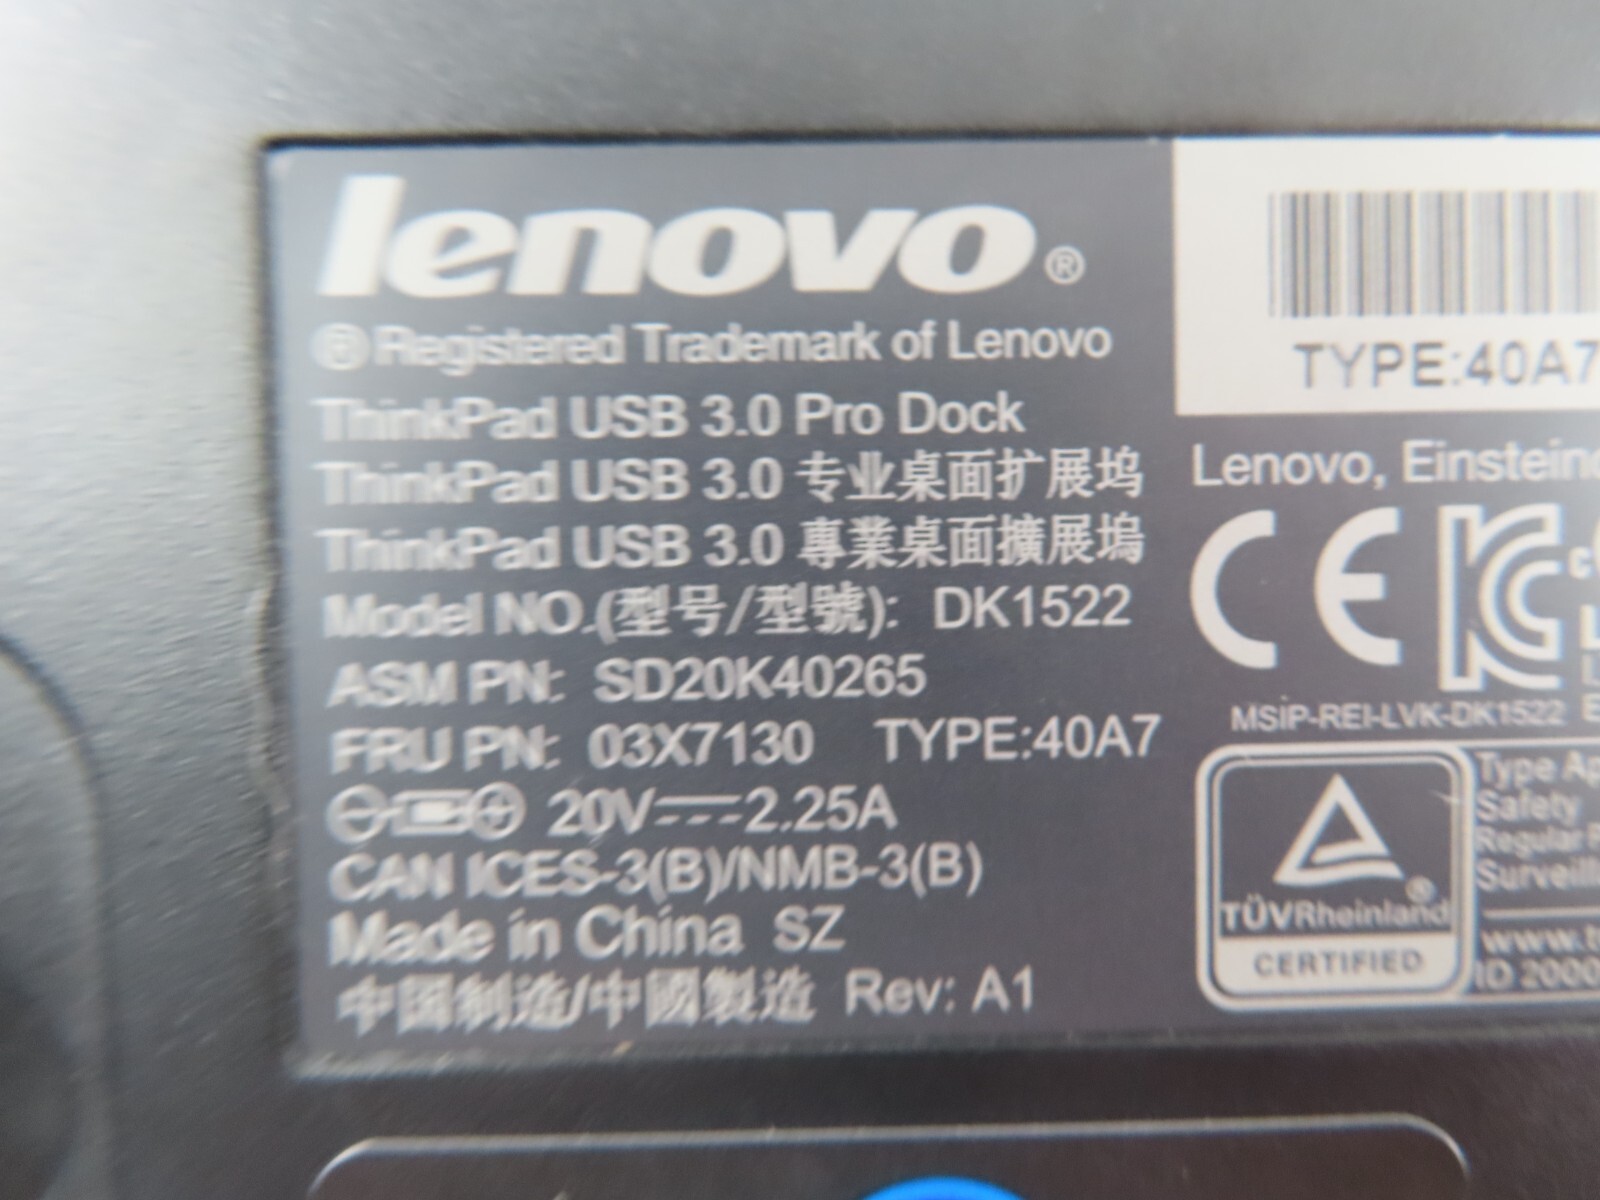 lenovo®
® Registered Trademark of Lenovo
ThinkPad USB 3.0 Pro Dock
ThinkPad USB 3.0 专业桌面扩展坞
ThinkPad USB 3.0 專業桌面擴展塢
Model NO.(型号/型號): DK1522
ASM PN: SD20K40265
FRU PN: 03X7130 TYPE:40A7
20V 2.25A
CAN ICES-3(B)/NMB-3(B)
Made in China SZ
中国制造/中國製造 Rev: A1
TYPE:40A7
Lenovo,
CE
MSIP-REI-LVK-DK1522
TÜVRheinland®
CERTIFIED
Type
Safety
Regular
ID 2000